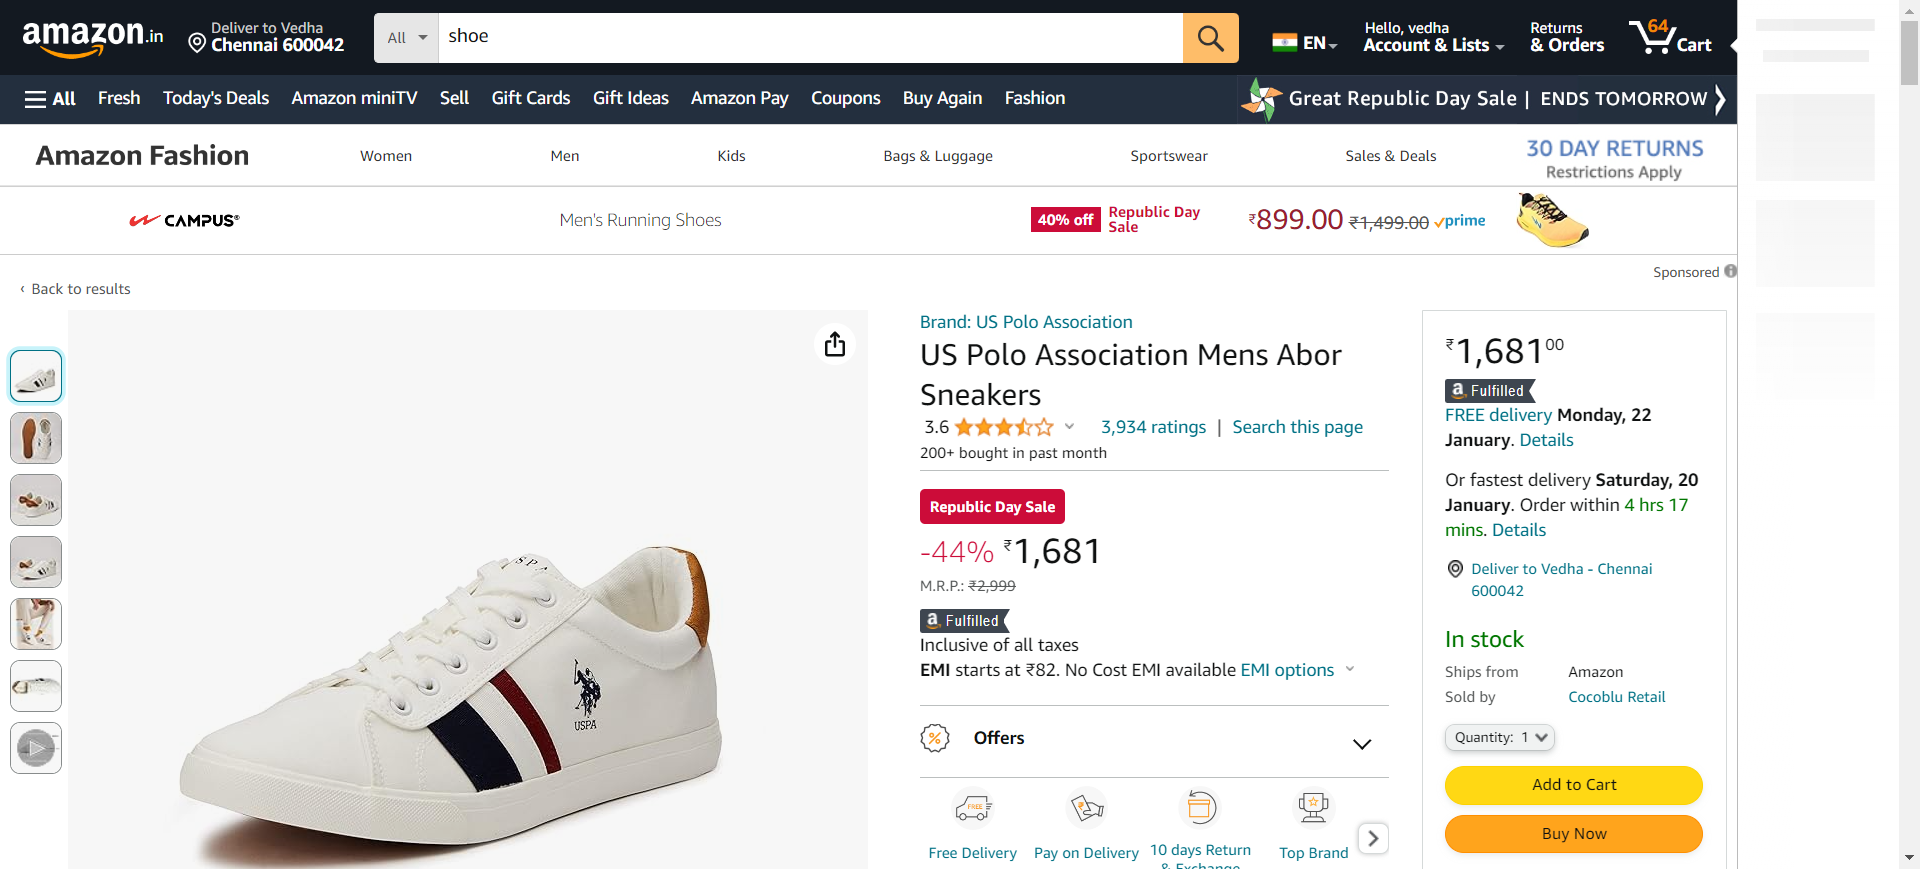 amazon.in
Deliver to Vedha
Chennai 600042
All
shoe
EN
Hello, vedha
Account & Lists
Returns
& Orders
64
Cart
All
Fresh
Today's Deals
Amazon miniTV
Sell
Gift Cards
Gift Ideas
Amazon Pay
Coupons
Buy Again
Fashion
Great Republic Day Sale | ENDS TOMORROW
Amazon Fashion
Women
Men
Kids
Bags & Luggage
Sportswear
Sales & Deals
30 DAY RETURNS
Restrictions Apply
CAMPUS®
Men's Running Shoes
40% off
Republic Day
Sale
₹899.00 ₹1,499.00 prime
Sponsored
‹ Back to results
Brand: US Polo Association
US Polo Association Mens Abor
Sneakers
3.6
3,934 ratings | Search this page
200+ bought in past month
Republic Day Sale
-44% ₹1,681
M.R.P.: ₹2,999
a Fulfilled
Inclusive of all taxes
EMI starts at ₹82. No Cost EMI available EMI options
Offers
FREE
Free Delivery
Pay on Delivery
10 days Return
& Exchange
Top Brand
USPA
USPA
₹1,68100
a Fulfilled
FREE delivery Monday, 22
January. Details
Or fastest delivery Saturday, 20
January. Order within 4 hrs 17
mins. Details
Deliver to Vedha - Chennai
600042
In stock
Ships from Amazon
Sold by Cocoblu Retail
Quantity: 1
Add to Cart
Buy Now